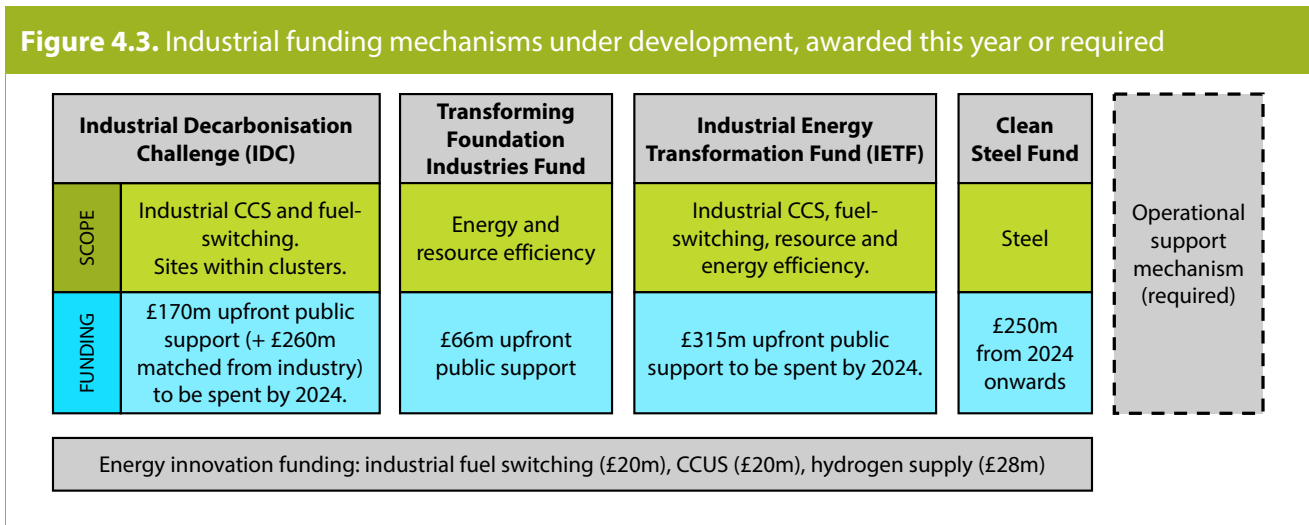 Figure 4.3. Industrial funding mechanisms under development, awarded this year or required
Industrial Decarbonisation
Challenge (IDC)
SCOPE
Industrial CCS and fuel-
switching.
Sites within clusters.
FUNDING
£170m upfront public
support (+ £260m
matched from industry)
to be spent by 2024.
Transforming
Foundation
Industries Fund
Energy and
resource efficiency
£66m upfront
public support
Industrial Energy
Transformation Fund (IETF)
Industrial CCS, fuel-
switching, resource and
energy efficiency.
£315m upfront public
support to be spent by 2024.
Clean
Steel Fund
Steel
£250m
from 2024
onwards
Operational
support
mechanism
(required)
Energy innovation funding: industrial fuel switching (£20m), CCUS (£20m), hydrogen supply (£28m)